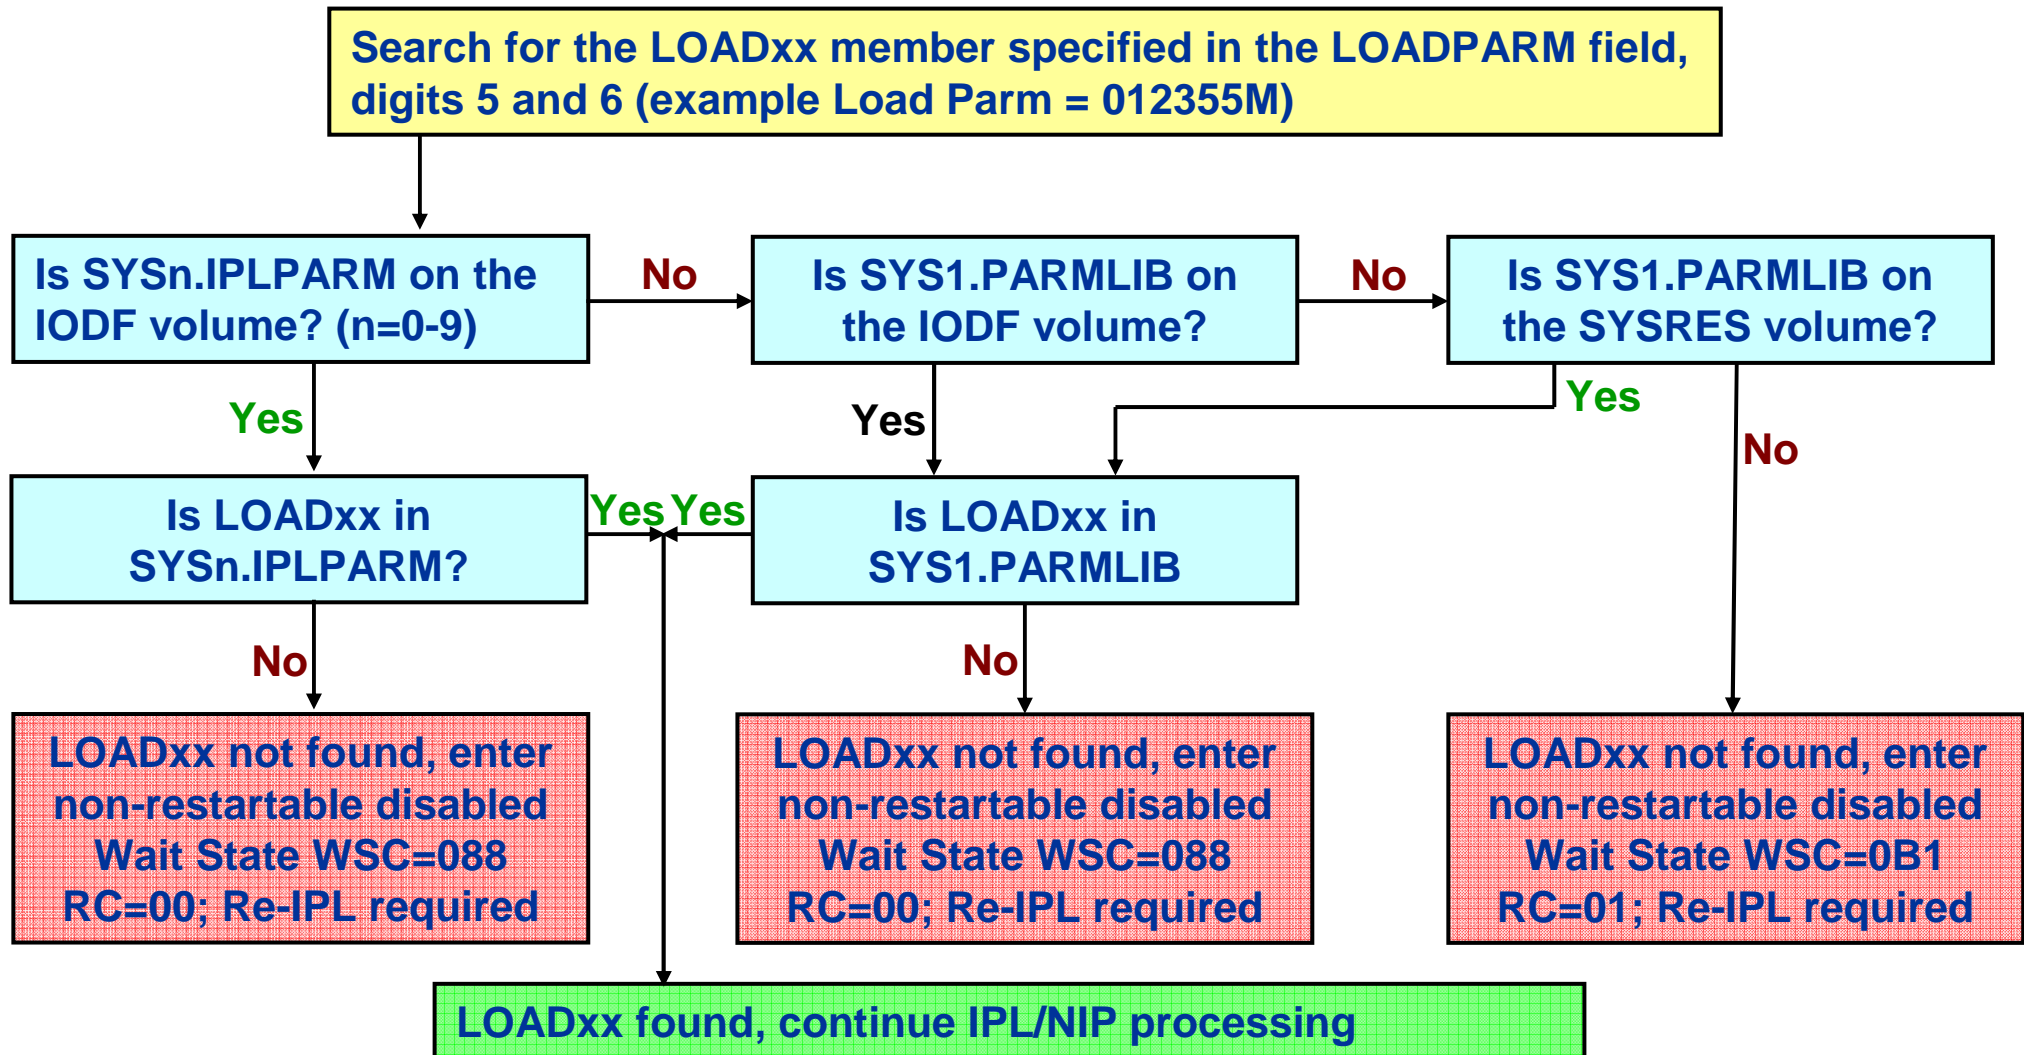 Search for the LOADxx member specified in the LOADPARM field,
digits 5 and 6 (example Load Parm = 012355M)
Is SYSn.IPLPARM on the
IODF volume? (n=0-9)
No
Is SYS1.PARMLIB on
the IODF volume?
No
Is SYS1.PARMLIB on
the SYSRES volume?
Yes
Yes
Yes
No
Is LOADxx in
SYSn.IPLPARM?
Yes
Yes
Is LOADxx in
SYS1.PARMLIB
No
No
LOADxx not found, enter
non-restartable disabled
Wait State WSC=088
RC=00; Re-IPL required
LOADxx not found, enter
non-restartable disabled
Wait State WSC=088
RC=00; Re-IPL required
LOADxx not found, enter
non-restartable disabled
Wait State WSC=0B1
RC=01; Re-IPL required
LOADxx found, continue IPL/NIP processing